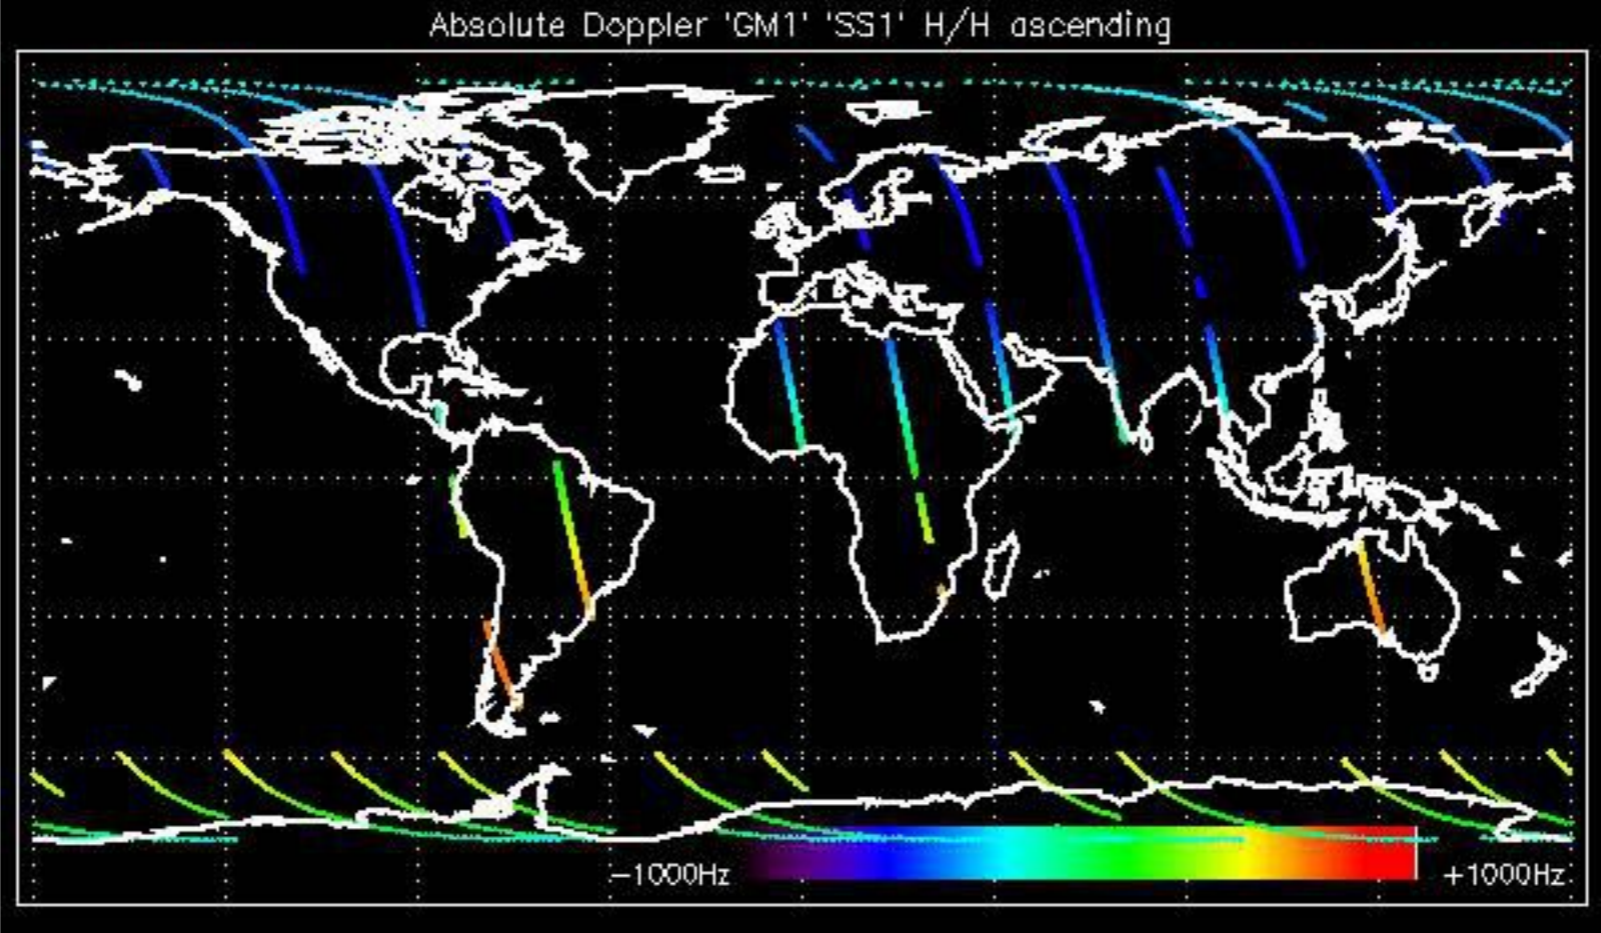 Absolute Doppler 'GM1' 'SS1' H/H ascending
−1000Hz +1000Hz